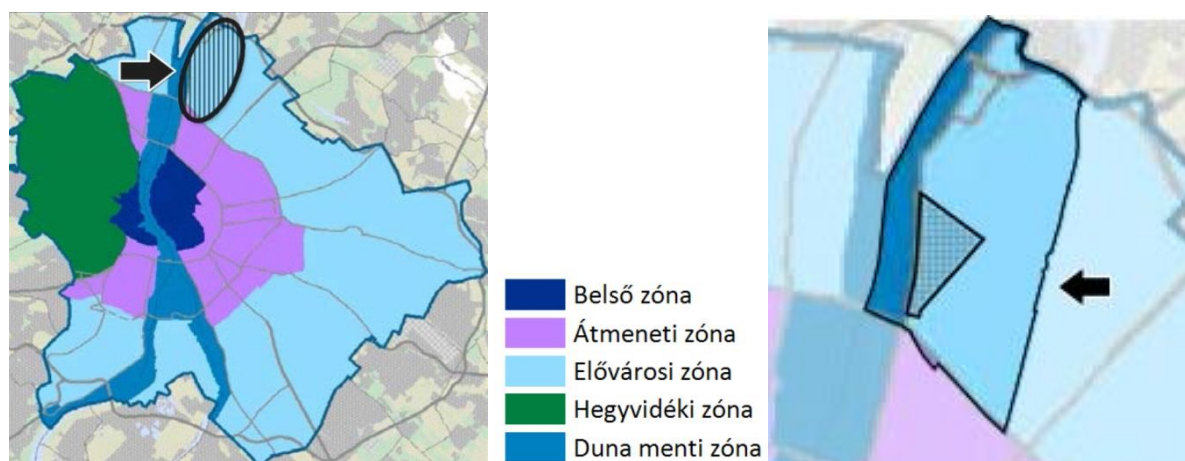 Belső zóna
Átmeneti zóna
Elővárosi zóna
Hegyvidéki zóna
Duna menti zóna